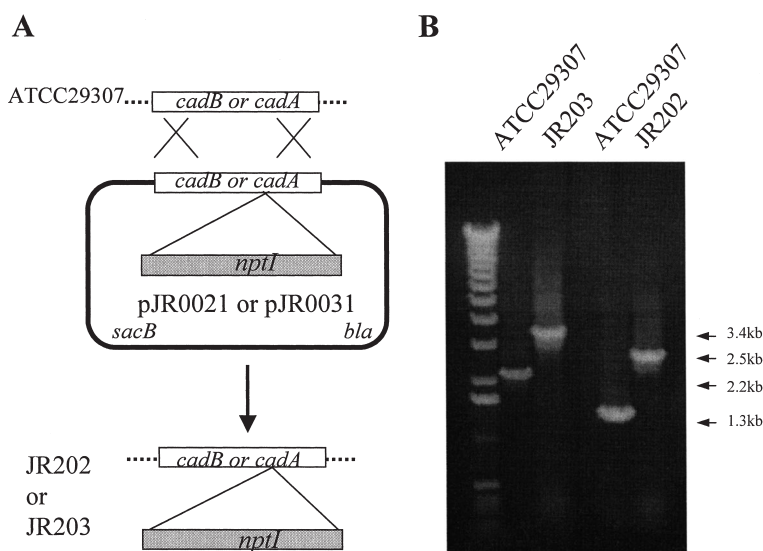 A
ATCC29307
cadB or cadA
cadB or cadA
nptI
pJR0021 or pJR0031
sacB
bla
cadB or cadA
JR202
or
JR203
nptI
B
ATCC29307
JR203
ATCC29307
JR202
3.4kb
2.5kb
2.2kb
1.3kb